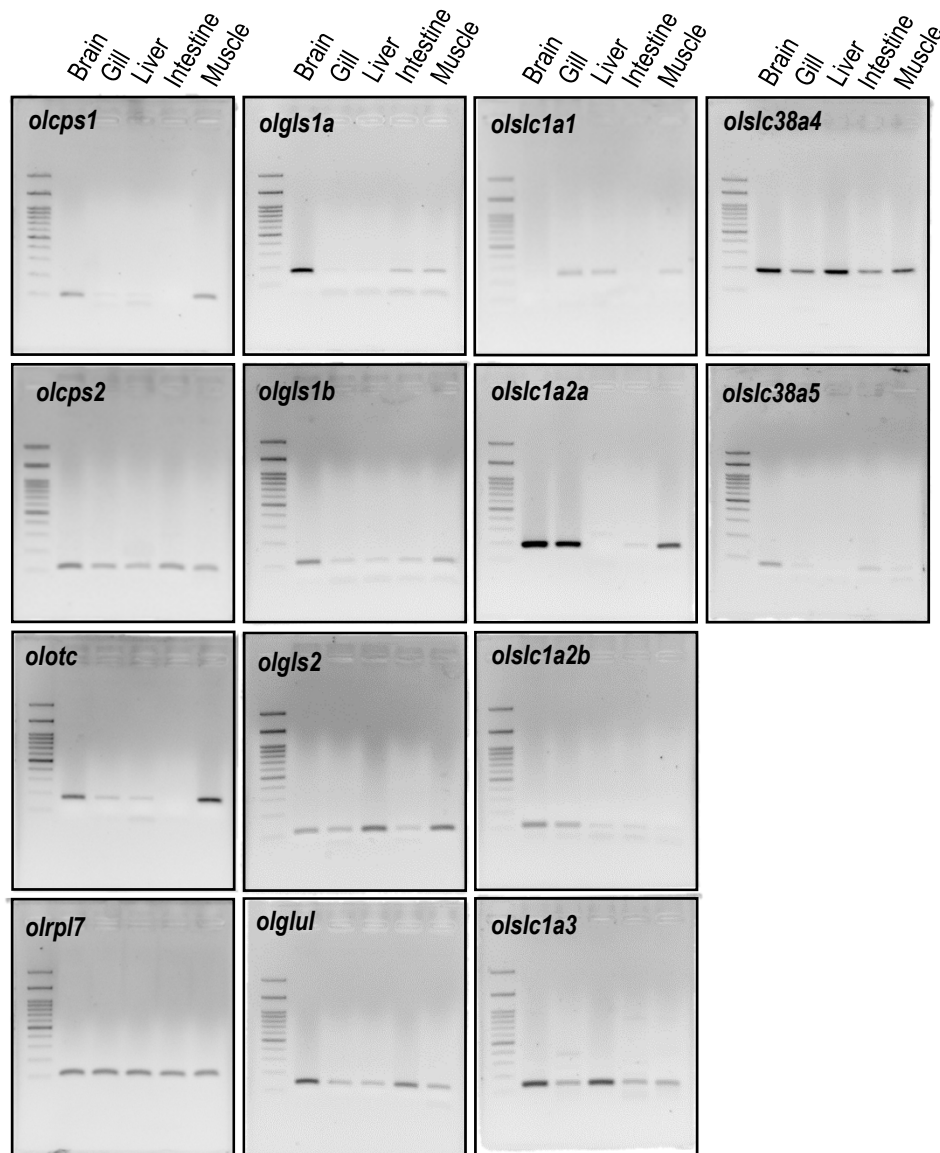 Brain Gill Liver Intestine Muscle Brain Gill Liver Intestine Muscle Brain Gill Liver Intestine Muscle Brain Gill Liver Intestine Muscle
olcps1 olgls1a olslc1a1 olslc38a4
olcps2 olgls1b olslc1a2a olslc38a5
olotc olgls2 olslc1a2b
olrpl7 olglul olslc1a3